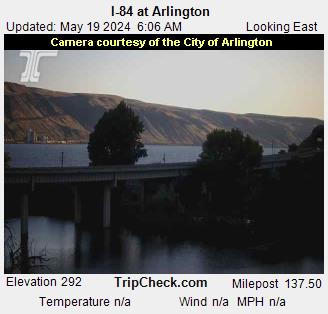 I-84 at Arlington
Updated: May 19 2024 6:06 AM Looking East
Camera courtesy of the City of Arlington
Elevation 292 TripCheck.com Milepost 137.50
Temperature n/a Wind n/a MPH n/a